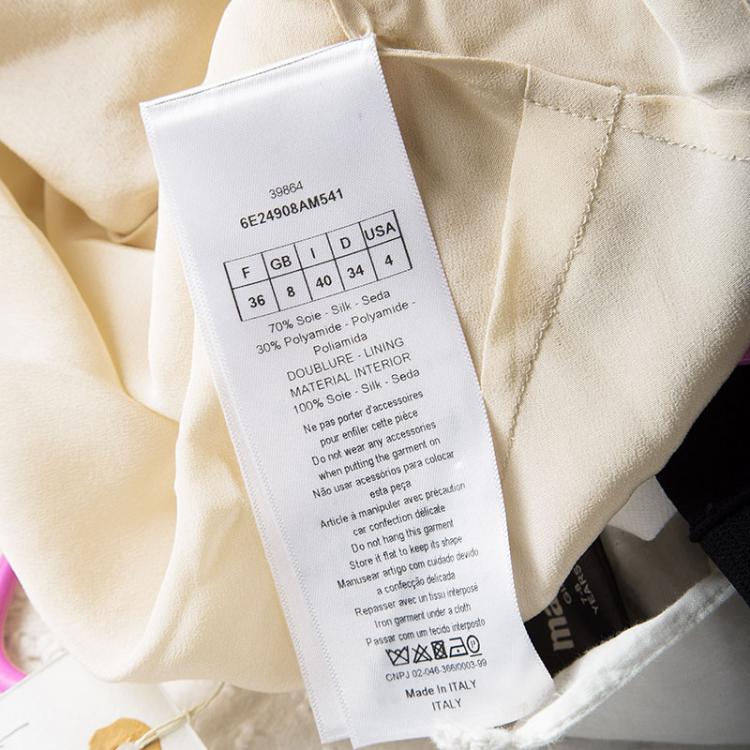 39864
6E24908AM541
F GB I D USA
36 8 40 34 4
70% Soie - Silk - Seda
30% Polyamide - Polyamide -
Poliamida
DOUBLURE - LINING
MATERIAL INTERIOR
100% Soie - Silk - Seda
Ne pas porter d'accessoires
pour enfiler cette pièce
Do not wear any accessories
when putting the garment on
Não usar acessórios para colocar
esta peça
Article à manipuler avec précaution
car confection délicate
Do not hang this garment
Store it flat to keep its shape
Manusear artigo com cuidado devido
a confecção delicada
Repasser avec un tissu interposé
Iron garment under a cloth
Passar com um tecido interposto
CNPJ 02-046-366/0003-99
Made In ITALY
ITALY
ma
7-8
YEARS